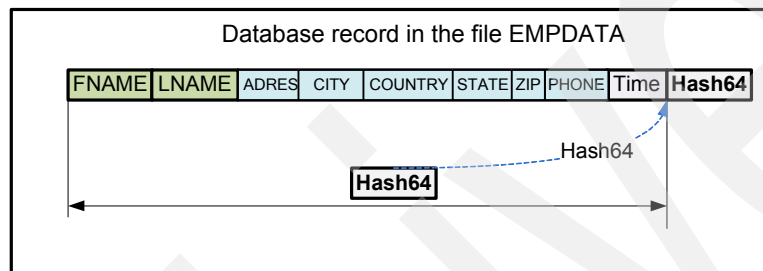 Database record in the file EMPDATA
FNAME LNAME ADRES CITY COUNTRY STATE ZIP PHONE Time Hash64
Hash64
Hash64